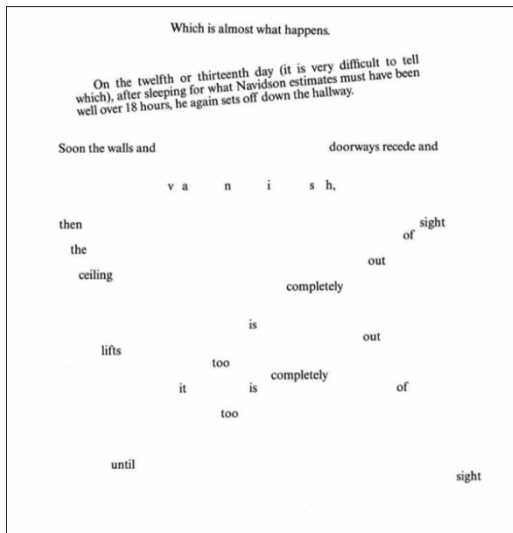 Which is almost what happens.
On the twelfth or thirteenth day (it is very difficult to tell
which), after sleeping for what Navidson estimates must have been
well over 18 hours, he again sets off down the hallway.
Soon the walls and doorways recede and
v a n i s h,
then sight
of
the
out
ceiling
completely
is
out
lifts
too
completely
it is of
too
until
sight